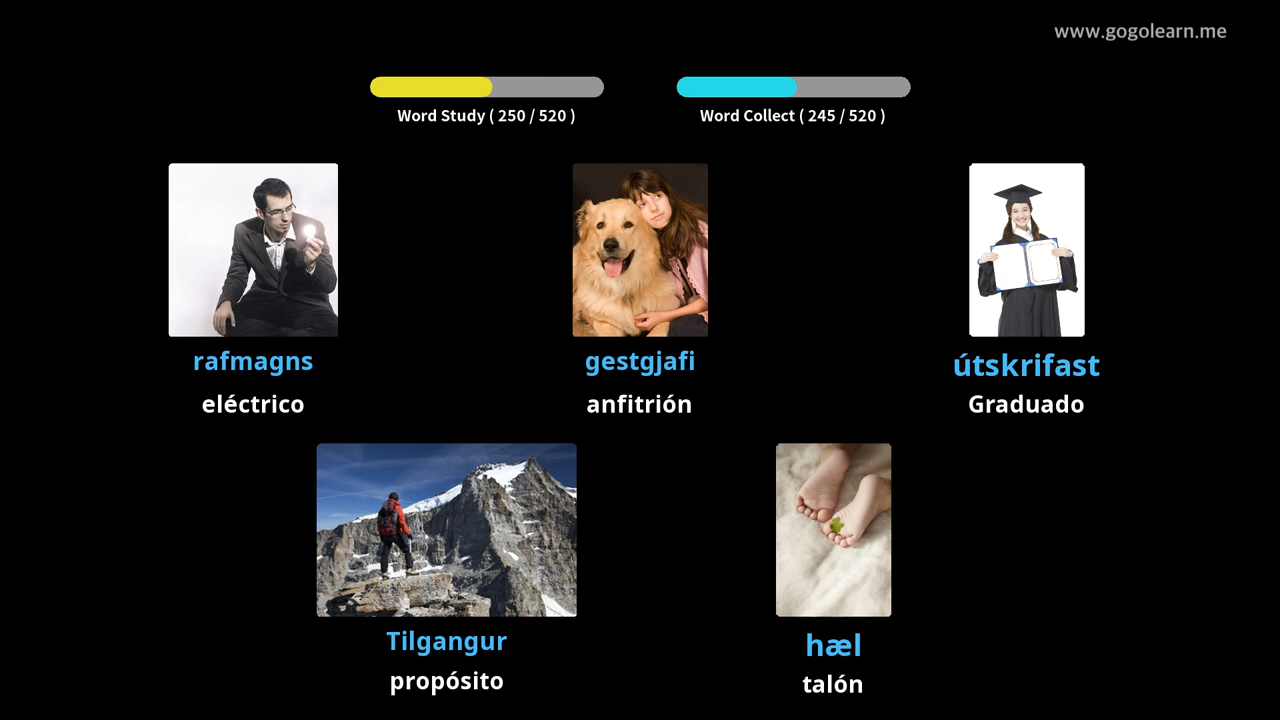 www.gogolearn.me
Word Study ( 250 / 520 )
Word Collect ( 245 / 520 )
rafmagns
eléctrico
gestgjafi
anfitrión
útskrifast
Graduado
Tilgangur
propósito
hæl
talón